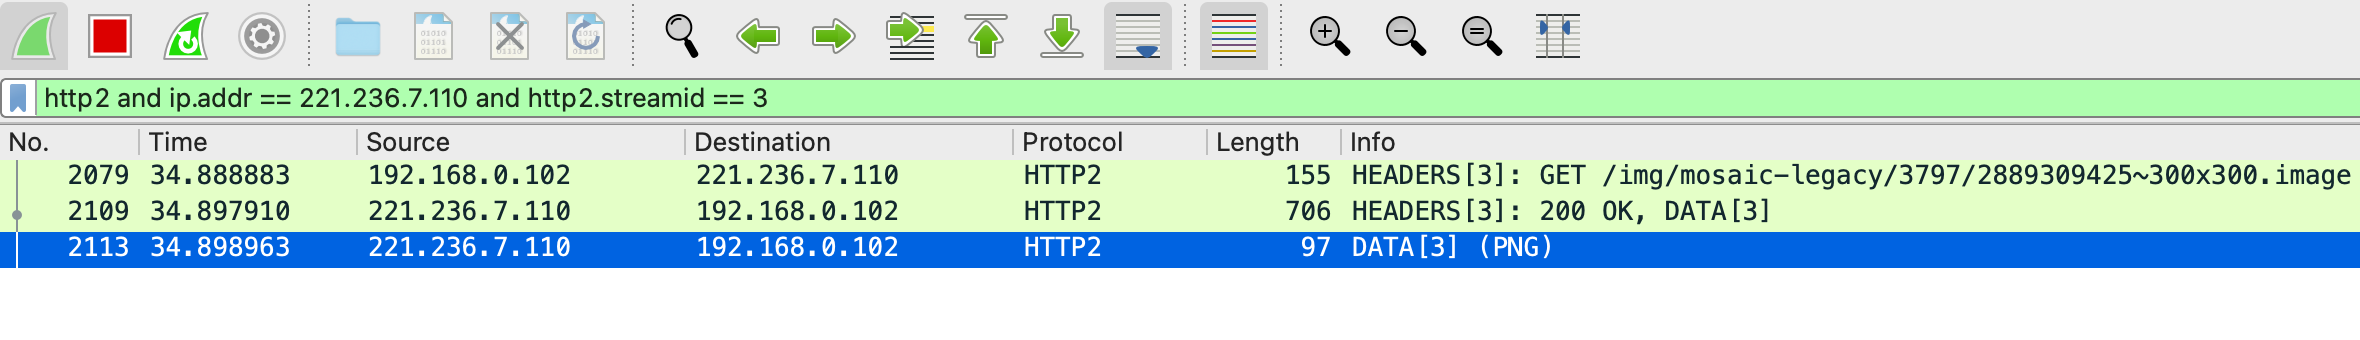 http2 and ip.addr == 221.236.7.110 and http2.streamid == 3
No. Time Source Destination Protocol Length Info
2079 34.888883 192.168.0.102 221.236.7.110 HTTP2 155 HEADERS[3]: GET /img/mosaic-legacy/3797/2889309425~300x300.image
2109 34.897910 221.236.7.110 192.168.0.102 HTTP2 706 HEADERS[3]: 200 OK, DATA[3]
2113 34.898963 221.236.7.110 192.168.0.102 HTTP2 97 DATA[3] (PNG)